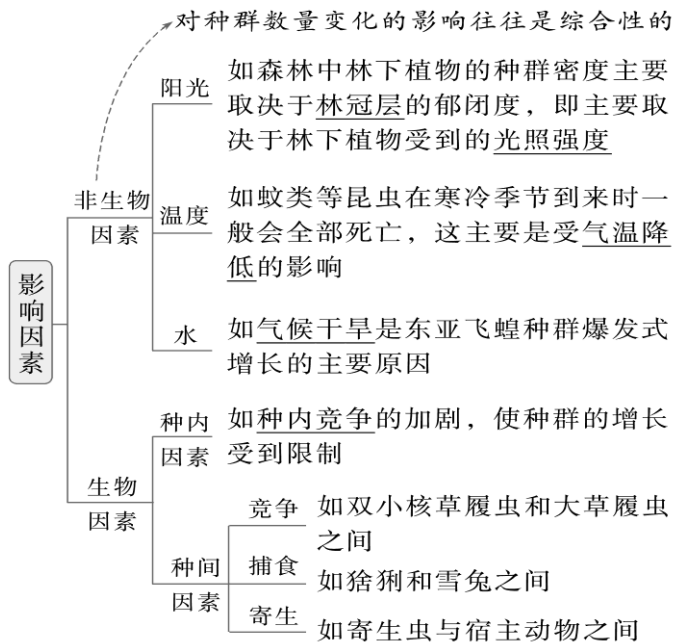 对种群数量变化的影响往往是综合性的
阳光
如森林中林下植物的种群密度主要
取决于林冠层的郁闭度，即主要取
决于林下植物受到的光照强度
非生物
因素
温度
如蚊类等昆虫在寒冷季节到来时一
般会全部死亡，这主要是受气温降
低的影响
影响因素
水
如气候干旱是东亚飞蝗种群爆发式
增长的主要原因
种内
因素
如种内竞争的加剧，使种群的增长
受到限制
生物
因素
种间
因素
竞争
如双小核草履虫和大草履虫
之间
捕食
如猞猁和雪兔之间
寄生
如寄生虫与宿主动物之间